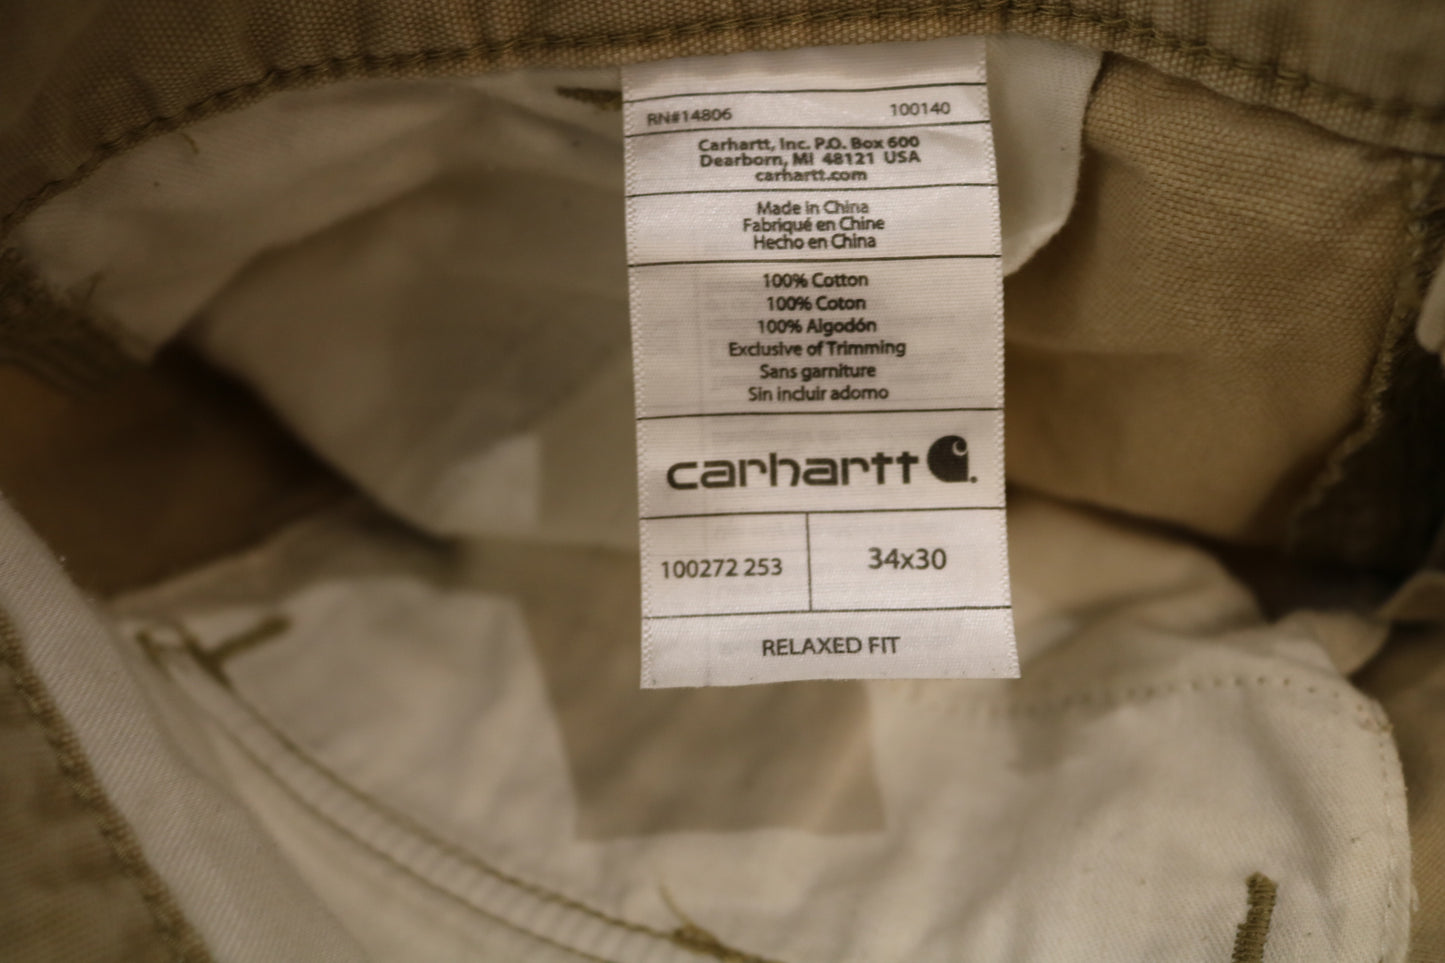 RN#14806 100140
Carhartt, Inc. P.O. Box 600
Dearborn, MI 48121 USA
carhartt.com
Made in China
Fabriqué en Chine
Hecho en China
100% Cotton
100% Coton
100% Algodón
Exclusive of Trimming
Sans garniture
Sin incluir adorno
carhartt
100272 253 34x30
RELAXED FIT